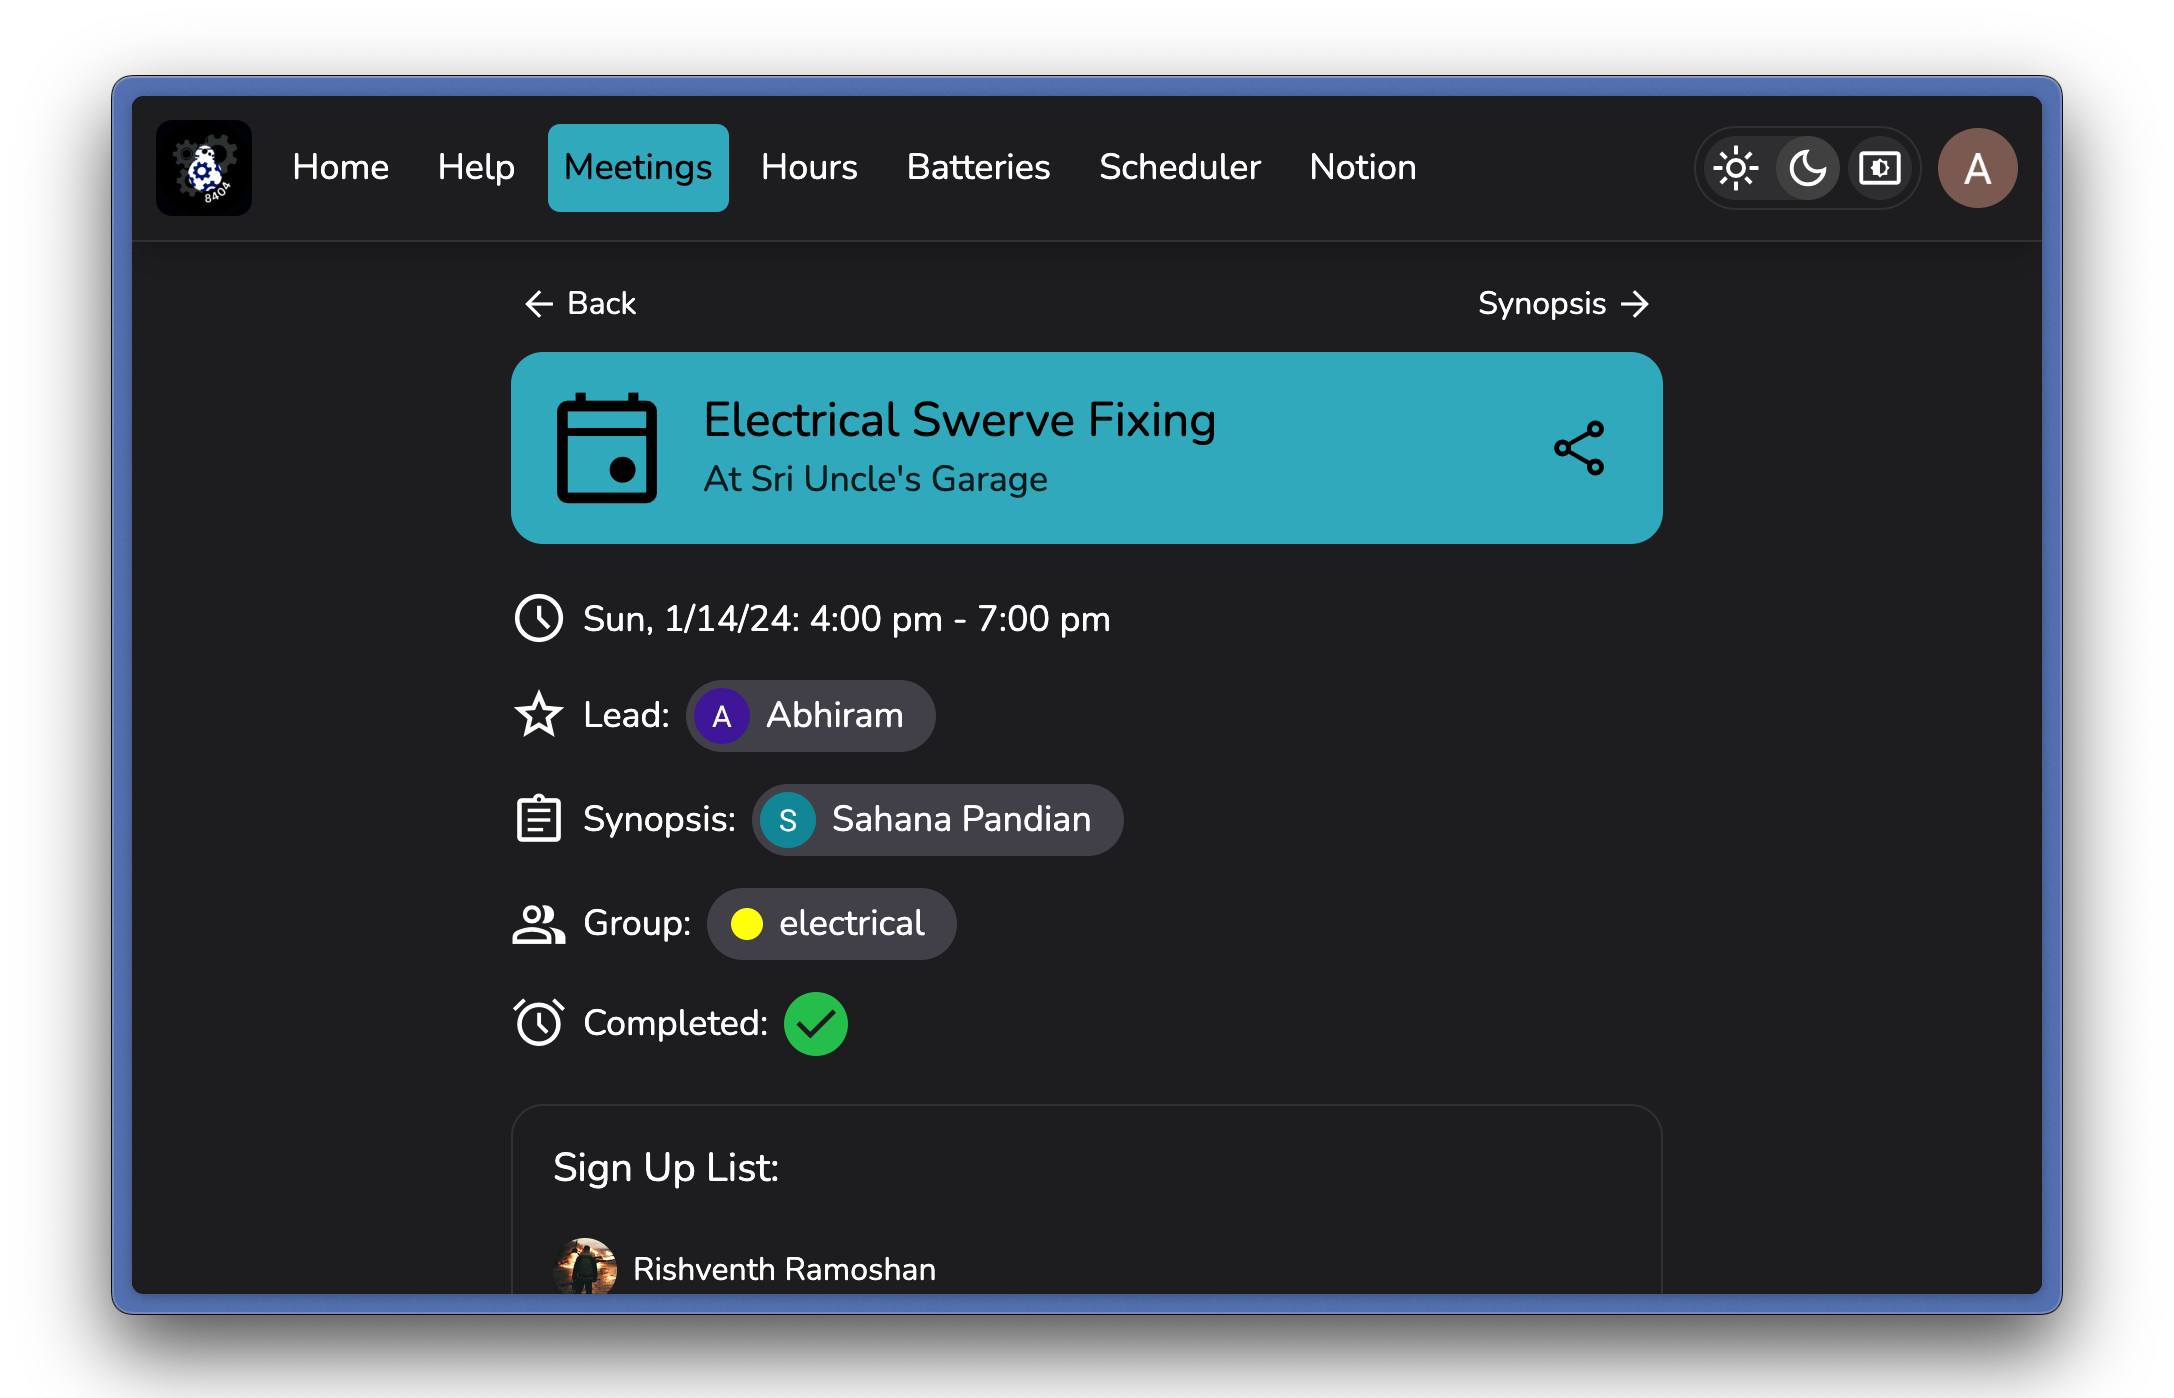 8404
Home Help Meetings Hours Batteries Scheduler Notion
A
Back
Synopsis
Electrical Swerve Fixing
At Sri Uncle's Garage
Sun, 1/14/24: 4:00 pm - 7:00 pm
Lead: A Abhiram
Synopsis: S Sahana Pandian
Group: electrical
Completed:
Sign Up List:
Rishventh Ramoshan